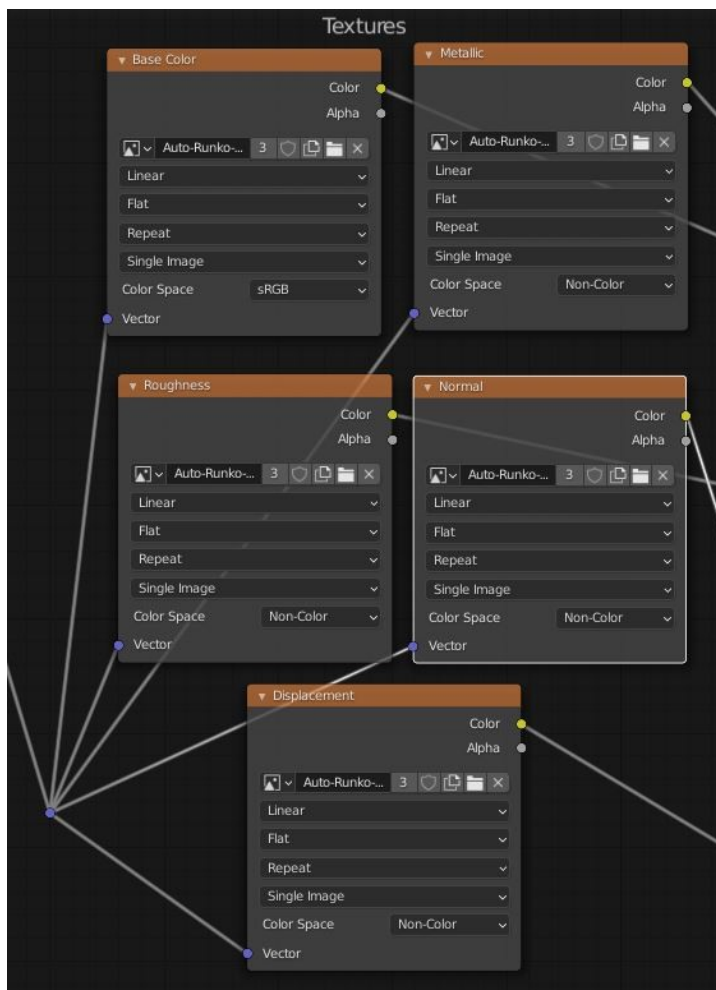 Textures
Base Color
Color
Alpha
Auto-Runko-... 3
Linear
Flat
Repeat
Single Image
Color Space sRGB
Vector
Metallic
Color
Alpha
Auto-Runko-... 3
Linear
Flat
Repeat
Single Image
Color Space Non-Color
Vector
Roughness
Color
Alpha
Auto-Runko-... 3
Linear
Flat
Repeat
Single Image
Color Space Non-Color
Vector
Normal
Color
Alpha
Auto-Runko-... 3
Linear
Flat
Repeat
Single Image
Color Space Non-Color
Vector
Displacement
Color
Alpha
Auto-Runko-... 3
Linear
Flat
Repeat
Single Image
Color Space Non-Color
Vector